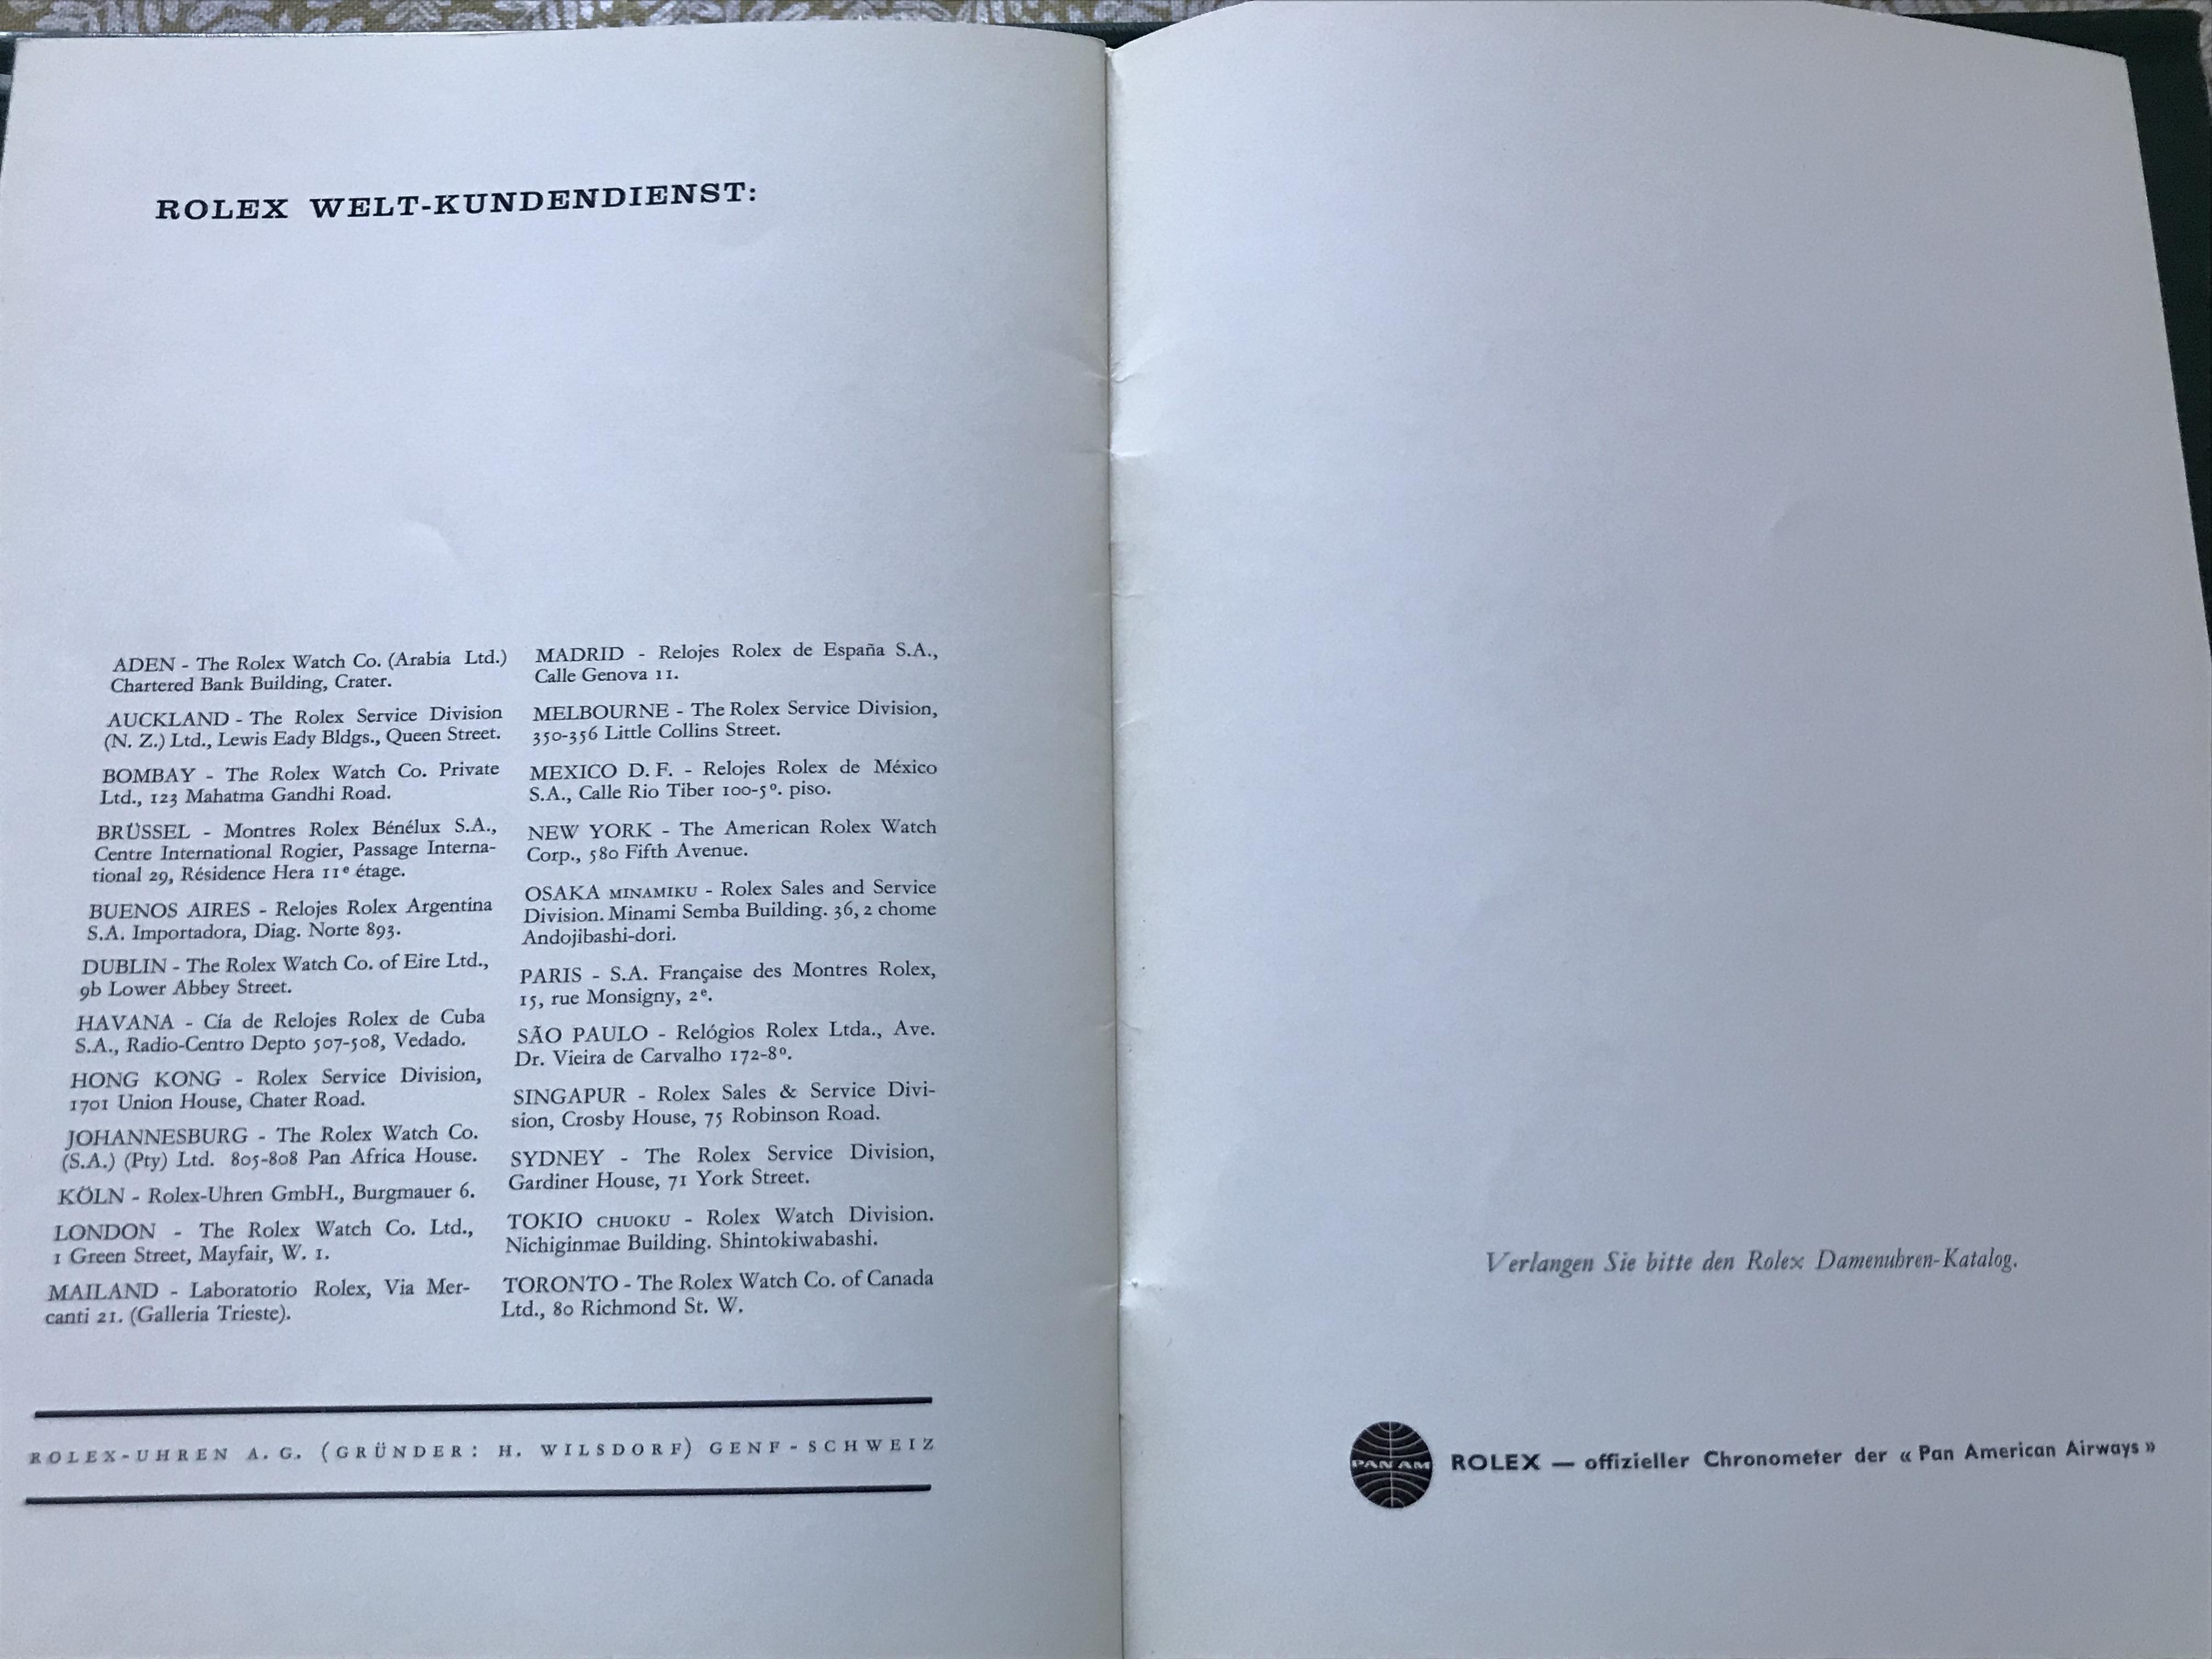 ROLEX WELT-KUNDENDIENST:
ADEN - The Rolex Watch Co. (Arabia Ltd.)
Chartered Bank Building, Crater.
AUCKLAND - The Rolex Service Division
(N. Z.) Ltd., Lewis Eady Bldgs., Queen Street.
BOMBAY - The Rolex Watch Co. Private
Ltd., 123 Mahatma Gandhi Road.
BRÜSSEL - Montres Rolex Bénélux S.A.,
Centre International Rogier, Passage Interna-
tional 29, Résidence Hera 11e étage.
BUENOS AIRES - Relojes Rolex Argentina
S.A. Importadora, Diag. Norte 893.
DUBLIN - The Rolex Watch Co. of Eire Ltd.,
9b Lower Abbey Street.
HAVANA - Cía de Relojes Rolex de Cuba
S.A., Radio-Centro Depto 507-508, Vedado.
HONG KONG - Rolex Service Division,
1701 Union House, Chater Road.
JOHANNESBURG - The Rolex Watch Co.
(S.A.) (Pty) Ltd. 805-808 Pan Africa House.
KÖLN - Rolex-Uhren GmbH., Burgmauer 6.
LONDON - The Rolex Watch Co. Ltd.,
1 Green Street, Mayfair, W. 1.
MAILAND - Laboratorio Rolex, Via Mer-
canti 21. (Galleria Trieste).
MADRID - Relojes Rolex de España S.A.,
Calle Genova 11.
MELBOURNE - The Rolex Service Division,
350-356 Little Collins Street.
MEXICO D. F. - Relojes Rolex de México
S.A., Calle Rio Tiber 100-5º. piso.
NEW YORK - The American Rolex Watch
Corp., 580 Fifth Avenue.
OSAKA MINAMIKU - Rolex Sales and Service
Division. Minami Semba Building. 36, 2 chome
Andojibashi-dori.
PARIS - S.A. Française des Montres Rolex,
15, rue Monsigny, 2e.
SÃO PAULO - Relógios Rolex Ltda., Ave.
Dr. Vieira de Carvalho 172-8º.
SINGAPUR - Rolex Sales & Service Divi-
sion, Crosby House, 75 Robinson Road.
SYDNEY - The Rolex Service Division,
Gardiner House, 71 York Street.
TOKIO CHUOKU - Rolex Watch Division.
Nichiginmae Building. Shintokiwabashi.
TORONTO - The Rolex Watch Co. of Canada
Ltd., 80 Richmond St. W.
ROLEX-UHREN A. G. (GRÜNDER: H. WILSDORF) GENF - SCHWEIZ
Verlangen Sie bitte den Rolex Damenuhren-Katalog.
PAN AM
ROLEX — offizieller Chronometer der « Pan American Airways »